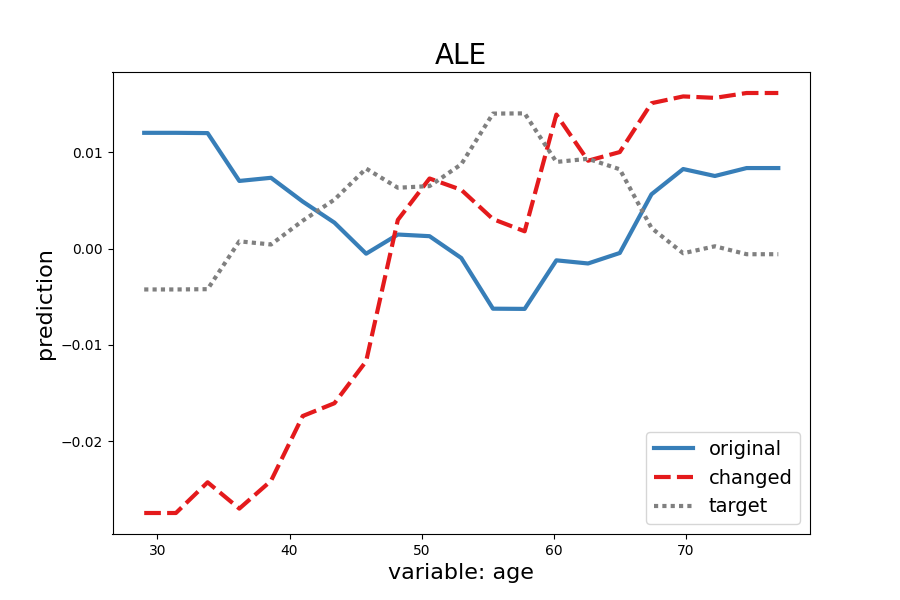 ALE
prediction
0.01
0.00
−0.01
−0.02
30 40 50 60 70
variable: age
original
changed
target